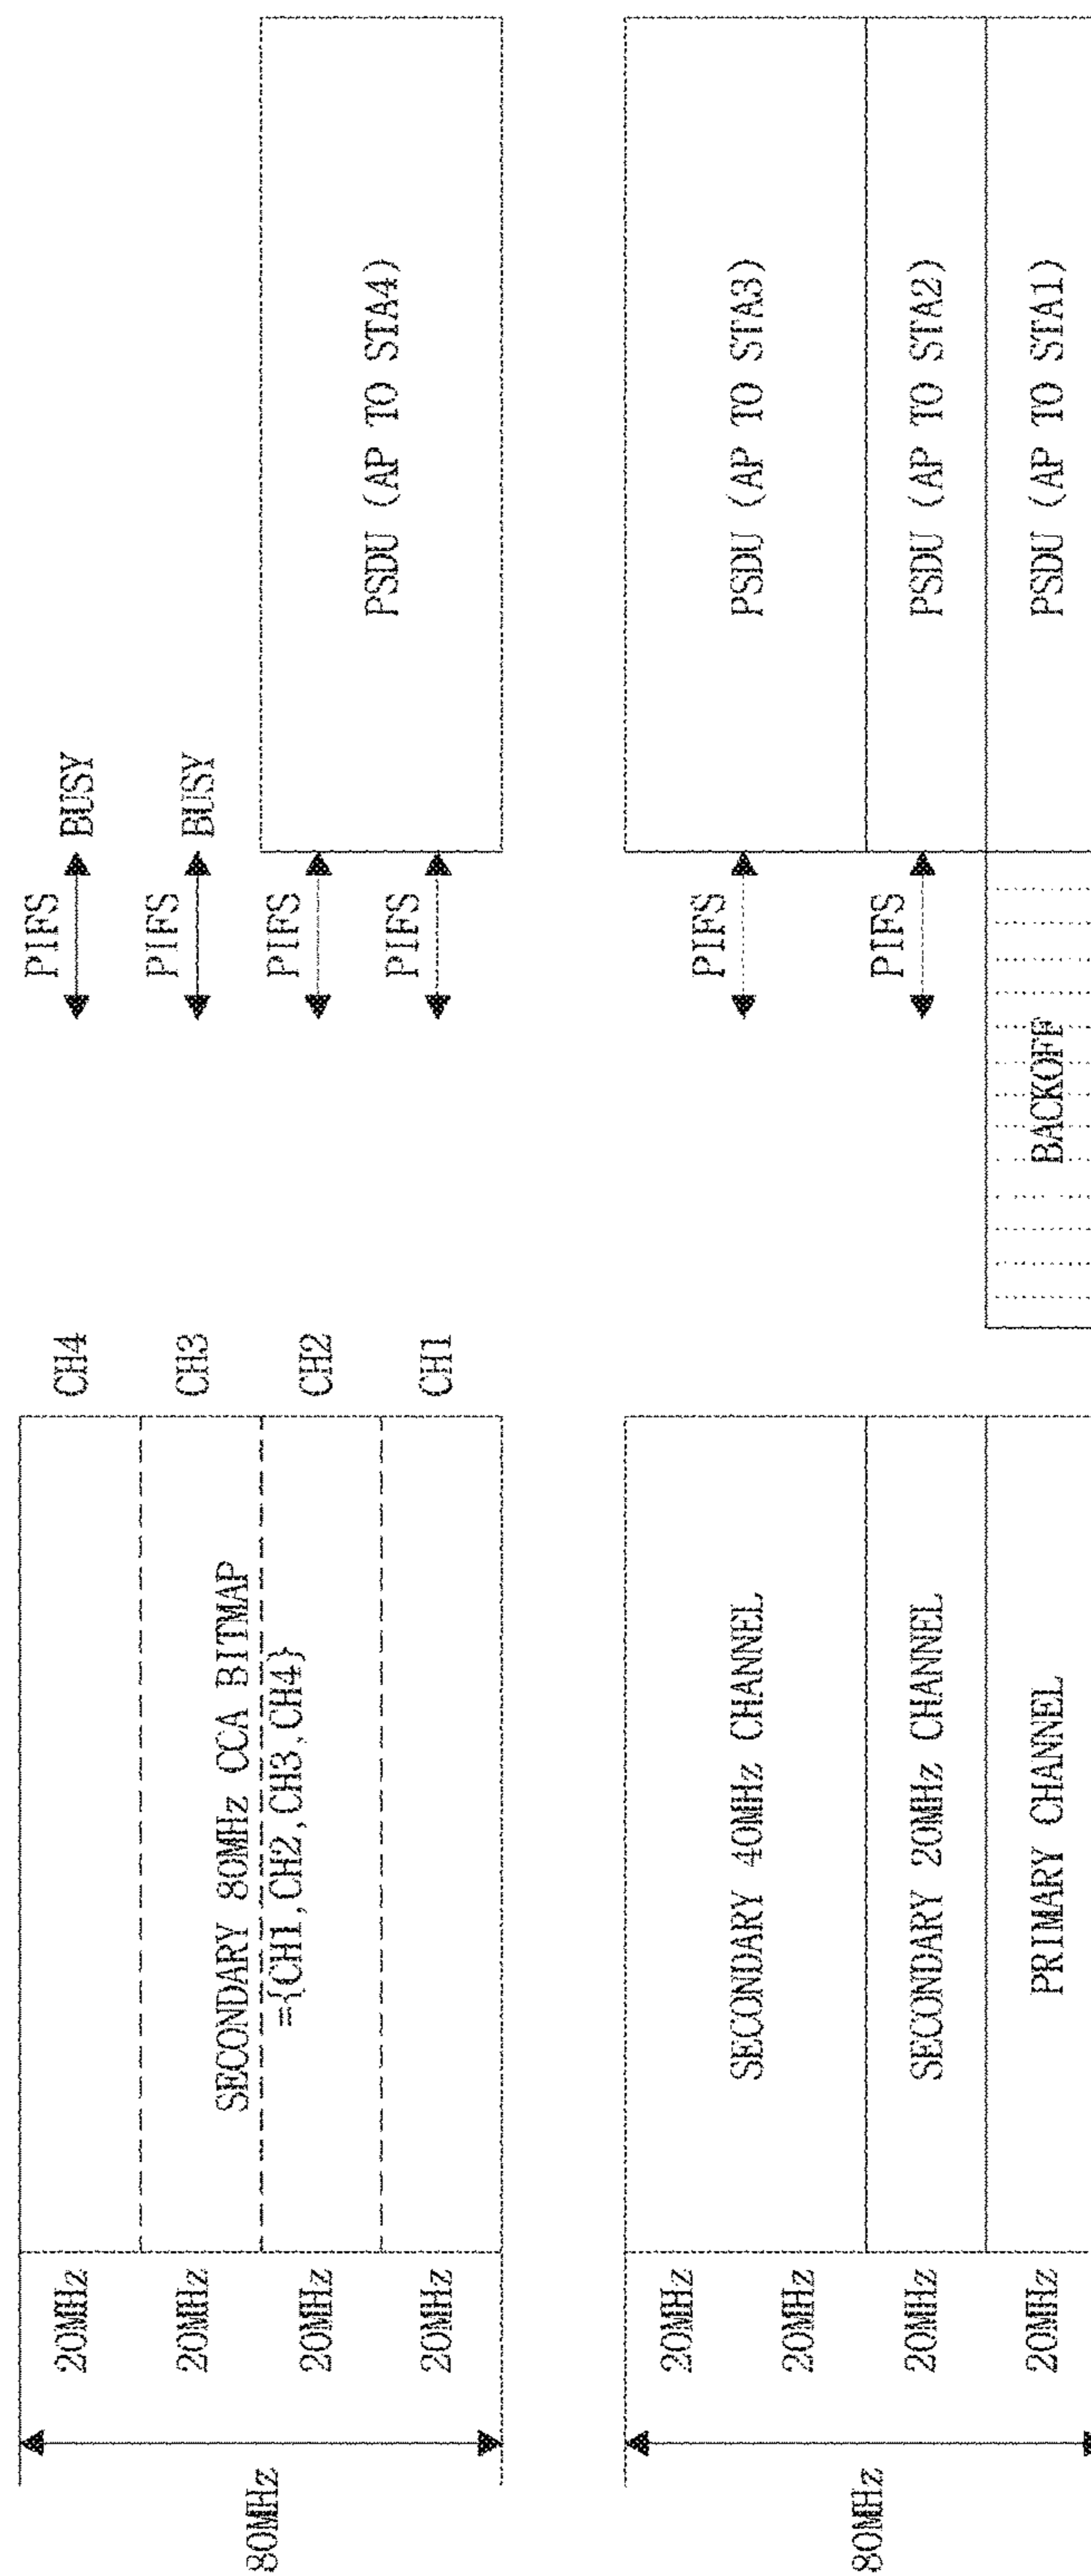 80MHz
20MHz
20MHz
20MHz
20MHz
SECONDARY 80MHz CCA BITMAP
={CH1,CH2,CH3,CH4}
CH4
CH3
CH2
CH1
PIFS
BUSY
PIFS
BUSY
PIFS
PIFS
PSDU (AP TO STA4)
80MHz
20MHz
20MHz
20MHz
20MHz
SECONDARY 40MHz CHANNEL
SECONDARY 20MHz CHANNEL
PRIMARY CHANNEL
PIFS
PIFS
BACKOFF
PSDU (AP TO STA3)
PSDU (AP TO STA2)
PSDU (AP TO STA1)